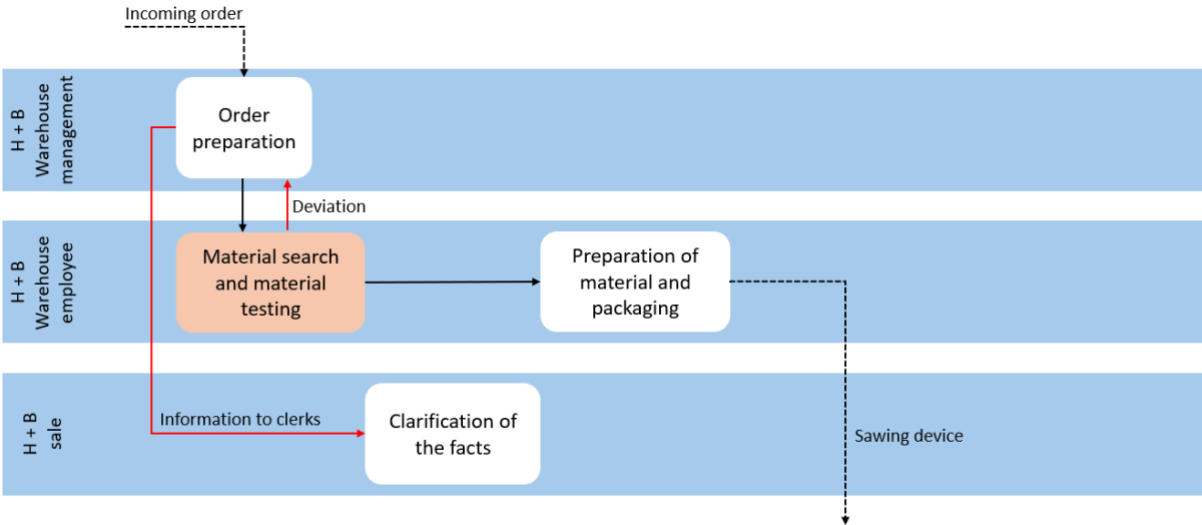 Incoming order
H + B
Warehouse
management
Order
preparation
Deviation
H + B
Warehouse
employee
Material search
and material
testing
Preparation of
material and
packaging
H + B
sale
Information to clerks
Clarification of
the facts
Sawing device